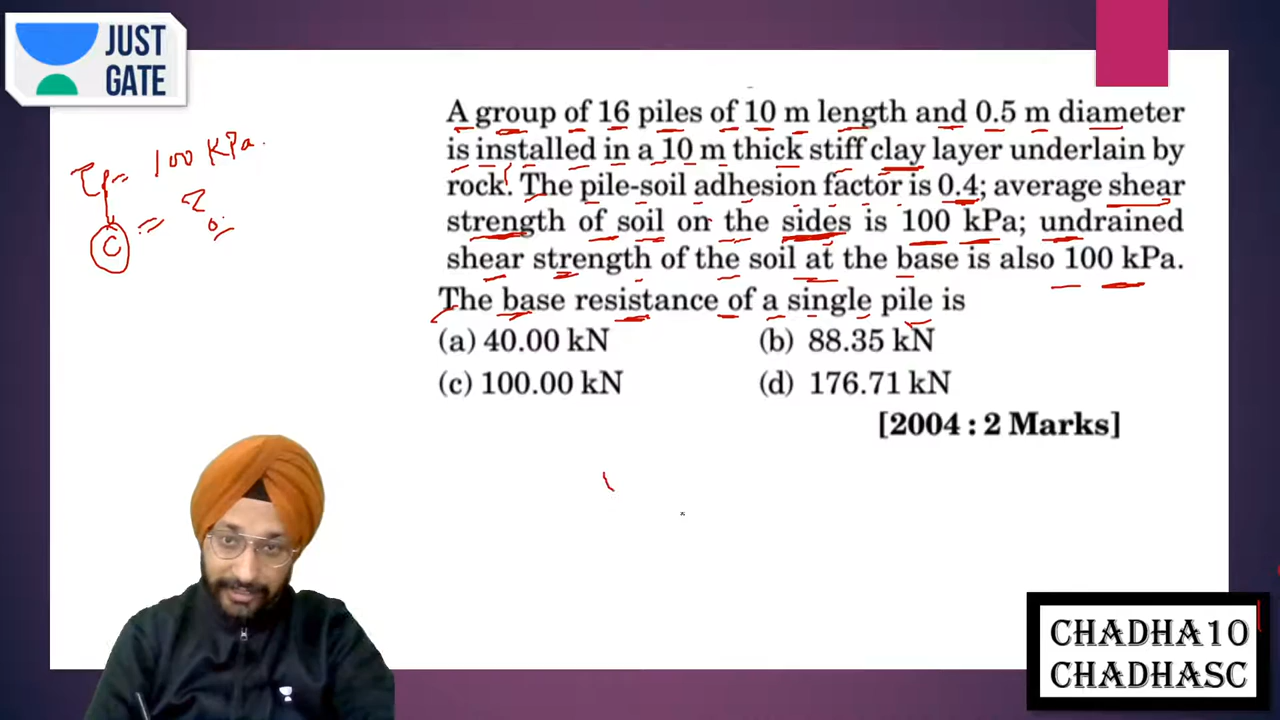 JUST
GATE
τf = 100 KPa.
C = ?
A group of 16 piles of 10 m length and 0.5 m diameter
is installed in a 10 m thick stiff clay layer underlain by
rock. The pile-soil adhesion factor is 0.4; average shear
strength of soil on the sides is 100 kPa; undrained
shear strength of the soil at the base is also 100 kPa.
The base resistance of a single pile is
(a) 40.00 kN (b) 88.35 kN
(c) 100.00 kN (d) 176.71 kN
[2004 : 2 Marks]
CHADHA10
CHADHASC